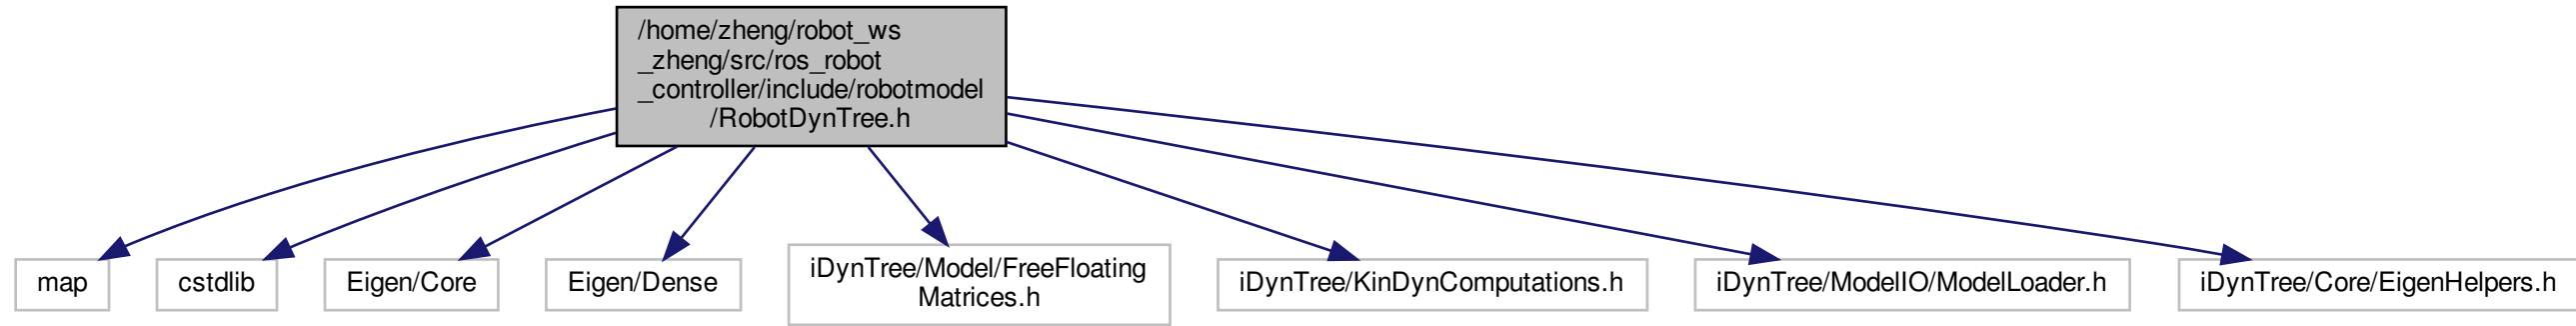 /home/zheng/robot_ws
_zheng/src/ros_robot
_controller/include/robotmodel
/RobotDynTree.h
map
cstdlib
Eigen/Core
Eigen/Dense
iDynTree/Model/FreeFloating
Matrices.h
iDynTree/KinDynComputations.h
iDynTree/ModelIO/ModelLoader.h
iDynTree/Core/EigenHelpers.h